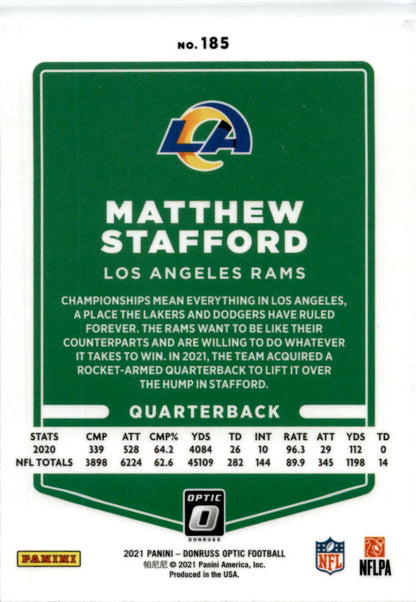 NO. 185
LA
MATTHEW
STAFFORD
LOS ANGELES RAMS
CHAMPIONSHIPS MEAN EVERYTHING IN LOS ANGELES,
A PLACE THE LAKERS AND DODGERS HAVE RULED
FOREVER. THE RAMS WANT TO BE LIKE THEIR
COUNTERPARTS AND ARE WILLING TO DO WHATEVER
IT TAKES TO WIN. IN 2021, THE TEAM ACQUIRED A
ROCKET-ARMED QUARTERBACK TO LIFT IT OVER
THE HUMP IN STAFFORD.
QUARTERBACK
STATS CMP ATT CMP% YDS TD INT RATE ATT YDS TD
2020 339 528 64.2 4084 26 10 96.3 29 112 0
NFL TOTALS 3898 6224 62.6 45109 282 144 89.9 345 1198 14
OPTIC
DONRUSS
2021 PANINI – DONRUSS OPTIC FOOTBALL
帕尼尼 © 2021 Panini America, Inc.
Produced in the USA.
PANINI
NFL
NFLPA